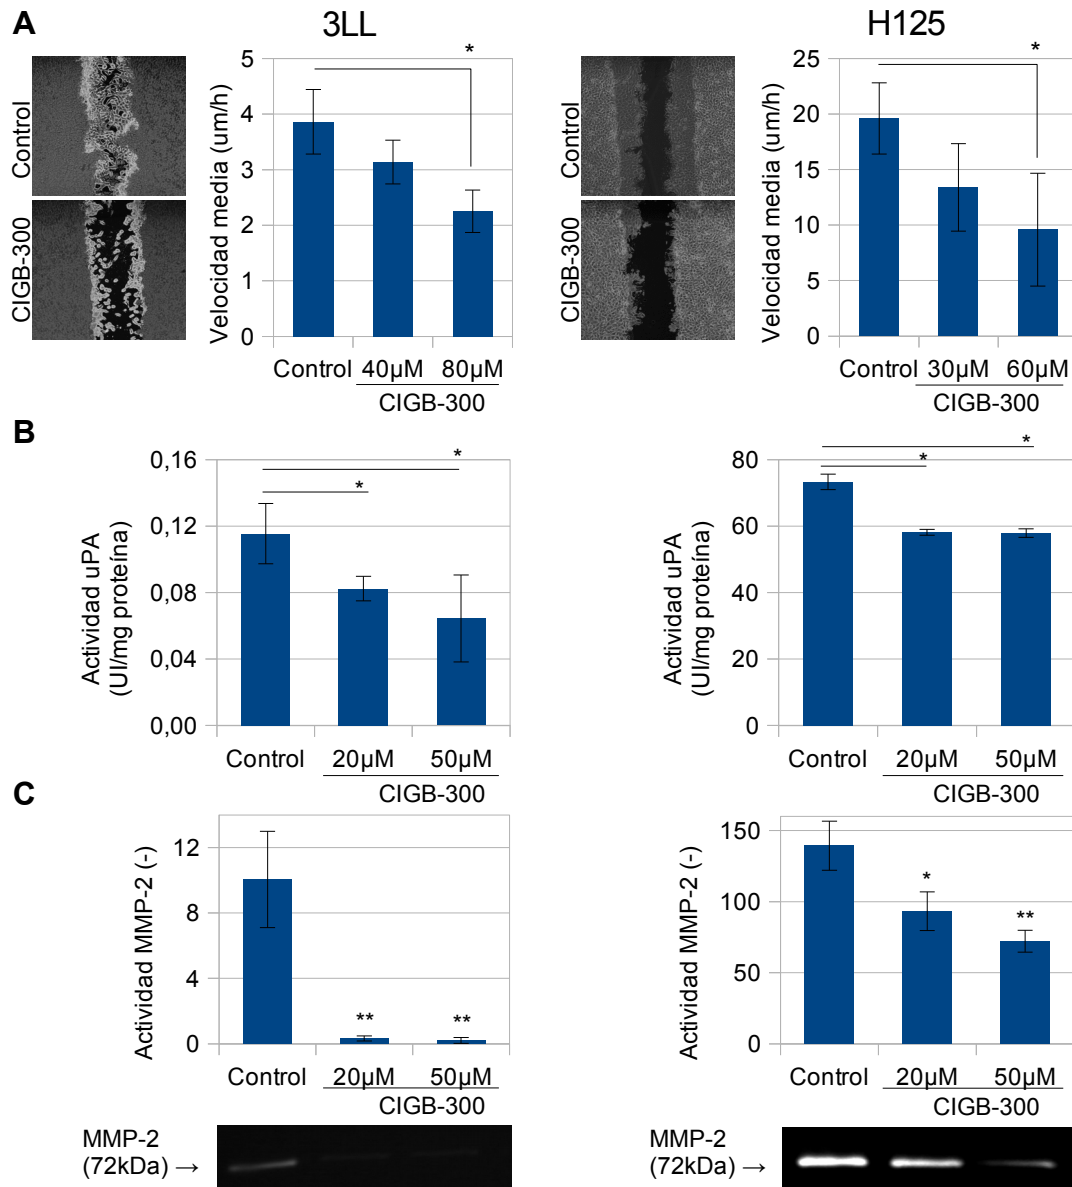 A
3LL
H125
Control
CIGB-300
Velocidad media (um/h)
5
4
3
2
1
0
*
Control 40µM 80µM
CIGB-300
Control
CIGB-300
Velocidad media (um/h)
25
20
15
10
5
0
*
Control 30µM 60µM
CIGB-300
B
Actividad uPA
(UI/mg proteína)
0,16
0,12
0,08
0,04
0,00
*
*
Control 20µM 50µM
CIGB-300
Actividad uPA
(UI/mg proteína)
80
60
40
20
0
*
*
Control 20µM 50µM
CIGB-300
C
Actividad MMP-2 (-)
12
8
4
0
** **
Control 20µM 50µM
CIGB-300
MMP-2
(72kDa) →
Actividad MMP-2 (-)
150
100
50
0
*
**
Control 20µM 50µM
CIGB-300
MMP-2
(72kDa) →